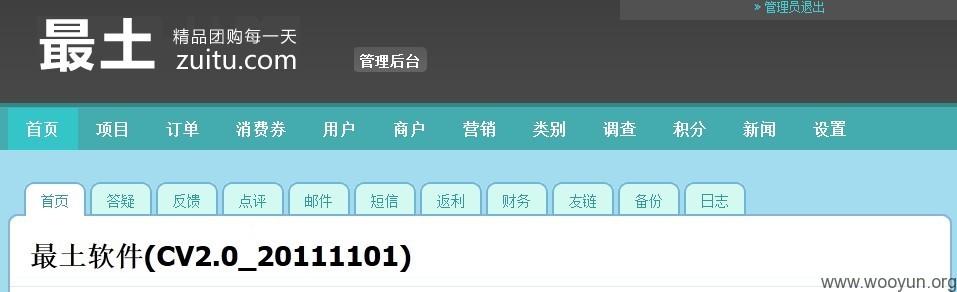 » 管理员退出
最土 精品团购每一天
zuitu.com
管理后台
首页 项目 订单 消费券 用户 商户 营销 类别 调查 积分 新闻 设置
首页 答疑 反馈 点评 邮件 短信 返利 财务 友链 备份 日志
最土软件(CV2.0_20111101)
www.wooyun.org